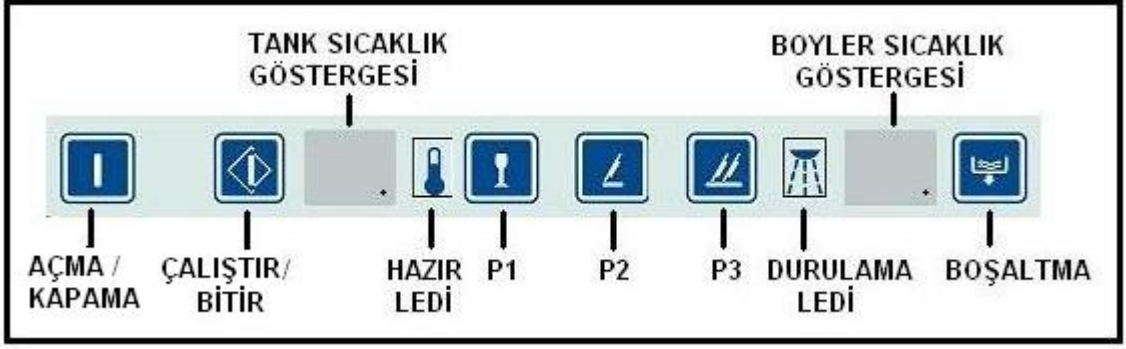 TANK SICAKLIK
GÖSTERGESİ
BOYLER SICAKLIK
GÖSTERGESİ
AÇMA /
KAPAMA
ÇALIŞTIR/
BİTİR
HAZIR
LEDİ
P1
P2
P3
DURULAMA
LEDİ
BOŞALTMA